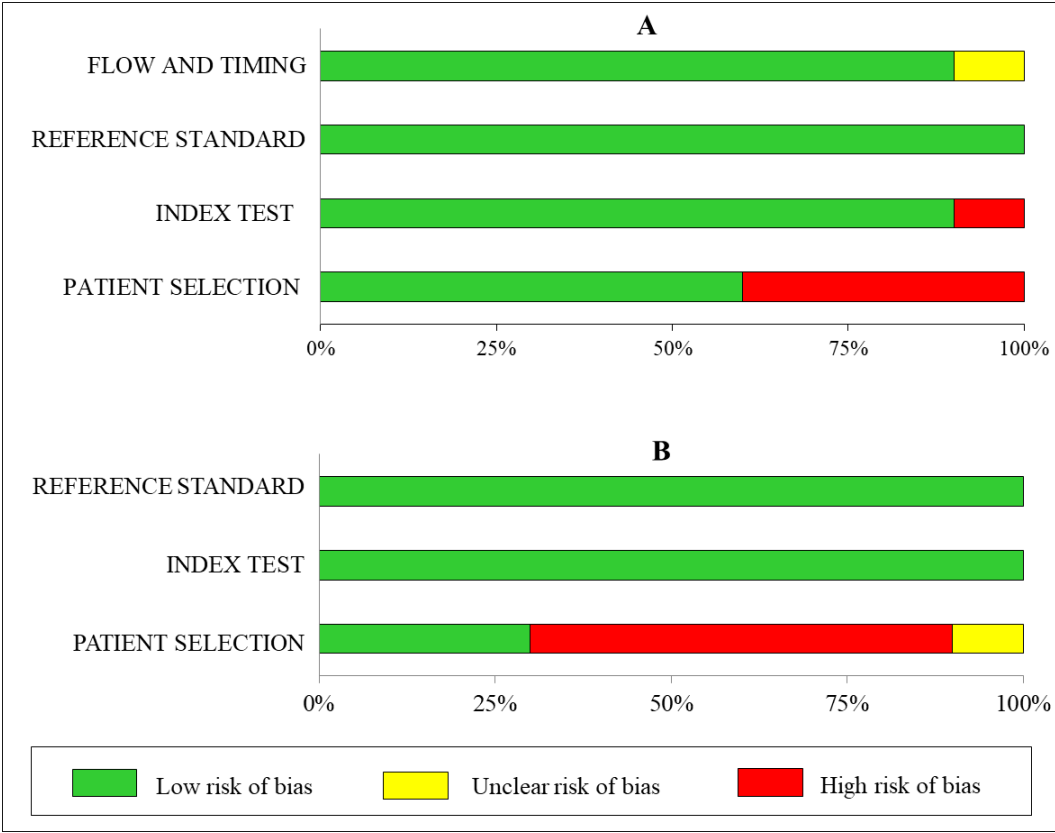 A
FLOW AND TIMING
REFERENCE STANDARD
INDEX TEST
PATIENT SELECTION
0% 25% 50% 75% 100%
B
REFERENCE STANDARD
INDEX TEST
PATIENT SELECTION
0% 25% 50% 75% 100%
Low risk of bias Unclear risk of bias High risk of bias